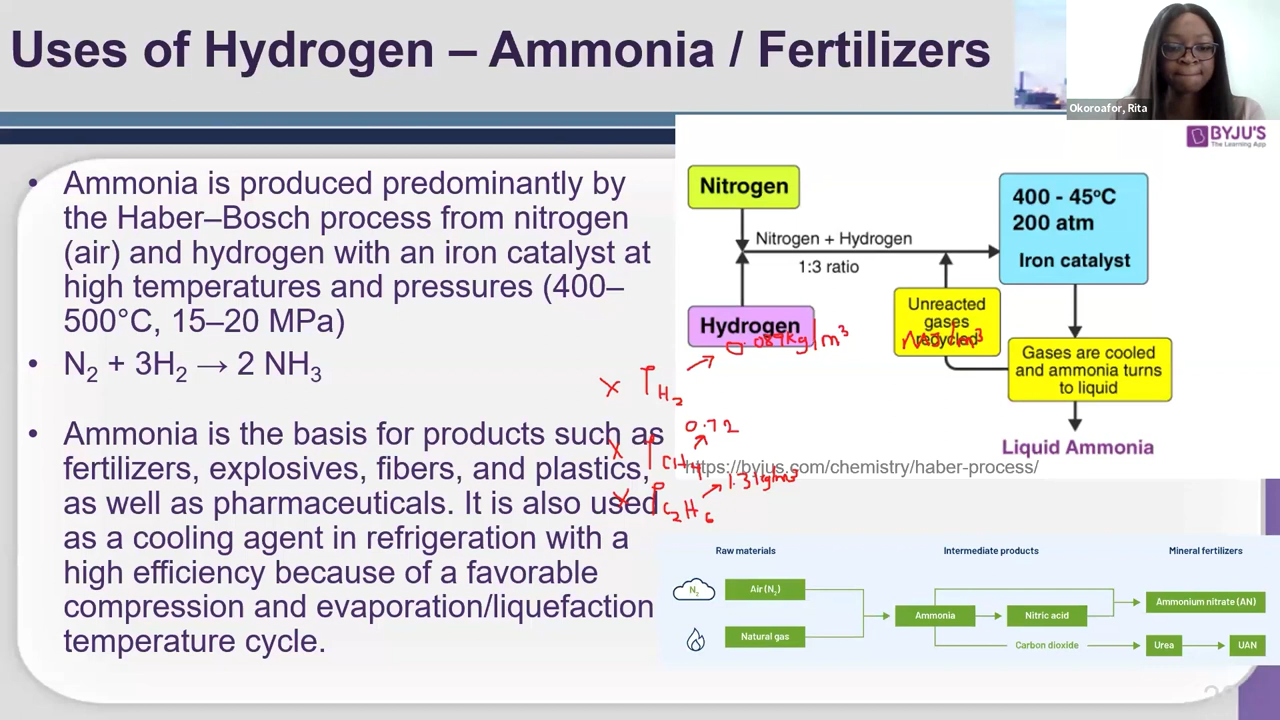 Uses of Hydrogen – Ammonia / Fertilizers
Okoroafor, Rita
BYJU'S
The Learning App
• Ammonia is produced predominantly by
the Haber–Bosch process from nitrogen
(air) and hydrogen with an iron catalyst at
high temperatures and pressures (400–
500°C, 15–20 MPa)
• N₂ + 3H₂ → 2 NH₃
• Ammonia is the basis for products such as
fertilizers, explosives, fibers, and plastics,
as well as pharmaceuticals. It is also used
as a cooling agent in refrigeration with a
high efficiency because of a favorable
compression and evaporation/liquefaction
temperature cycle.
Nitrogen
Nitrogen + Hydrogen
1:3 ratio
Hydrogen
400 - 45°C
200 atm
Iron catalyst
Unreacted
gases
recycled
Gases are cooled
and ammonia turns
to liquid
Liquid Ammonia
https://byjus.com/chemistry/haber-process/
0.089kg/m³
x H₂
0.72
x CH₄
x C₂H₆
Raw materials
Intermediate products
Mineral fertilizers
N₂
Air (N₂)
Natural gas
Ammonia
Nitric acid
Carbon dioxide
Ammonium nitrate (AN)
Urea
UAN